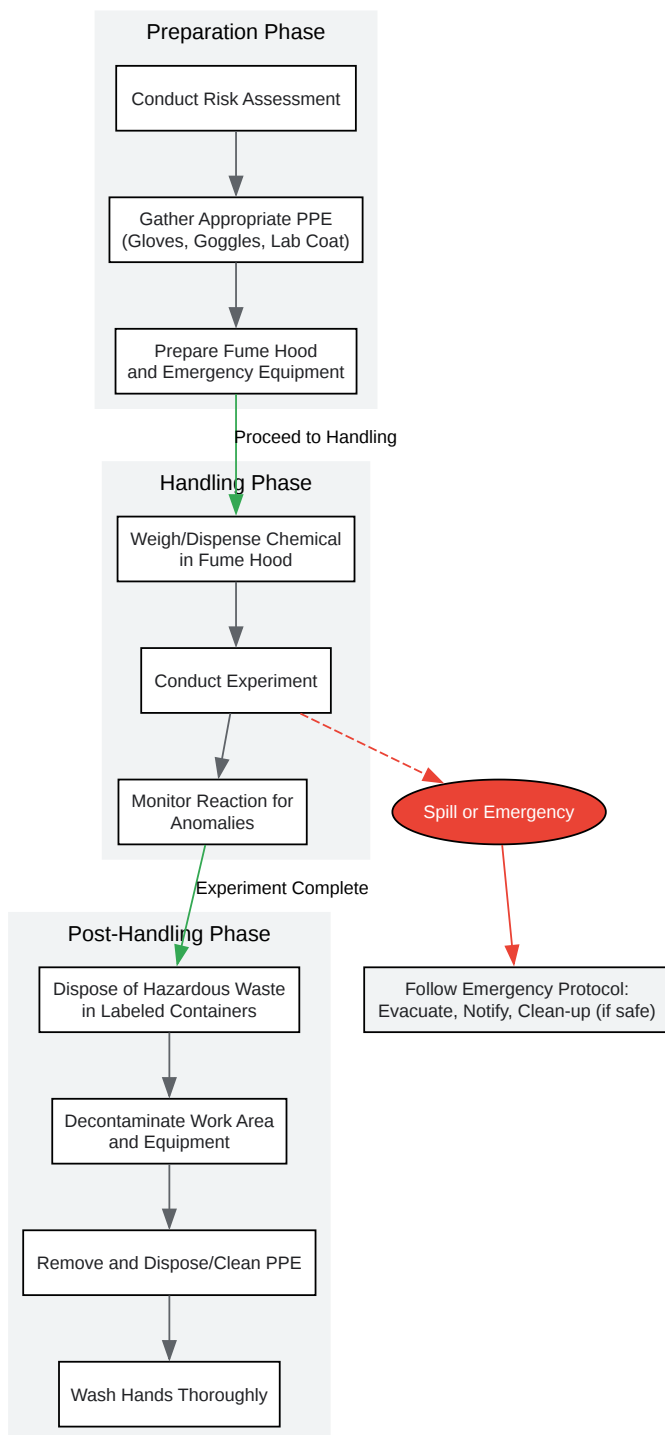 Preparation Phase
Conduct Risk Assessment
Gather Appropriate PPE
(Gloves, Goggles, Lab Coat)
Prepare Fume Hood
and Emergency Equipment
Proceed to Handling
Handling Phase
Weigh/Dispense Chemical
in Fume Hood
Conduct Experiment
Monitor Reaction for
Anomalies
Spill or Emergency
Experiment Complete
Post-Handling Phase
Dispose of Hazardous Waste
in Labeled Containers
Follow Emergency Protocol:
Evacuate, Notify, Clean-up (if safe)
Decontaminate Work Area
and Equipment
Remove and Dispose/Clean PPE
Wash Hands Thoroughly